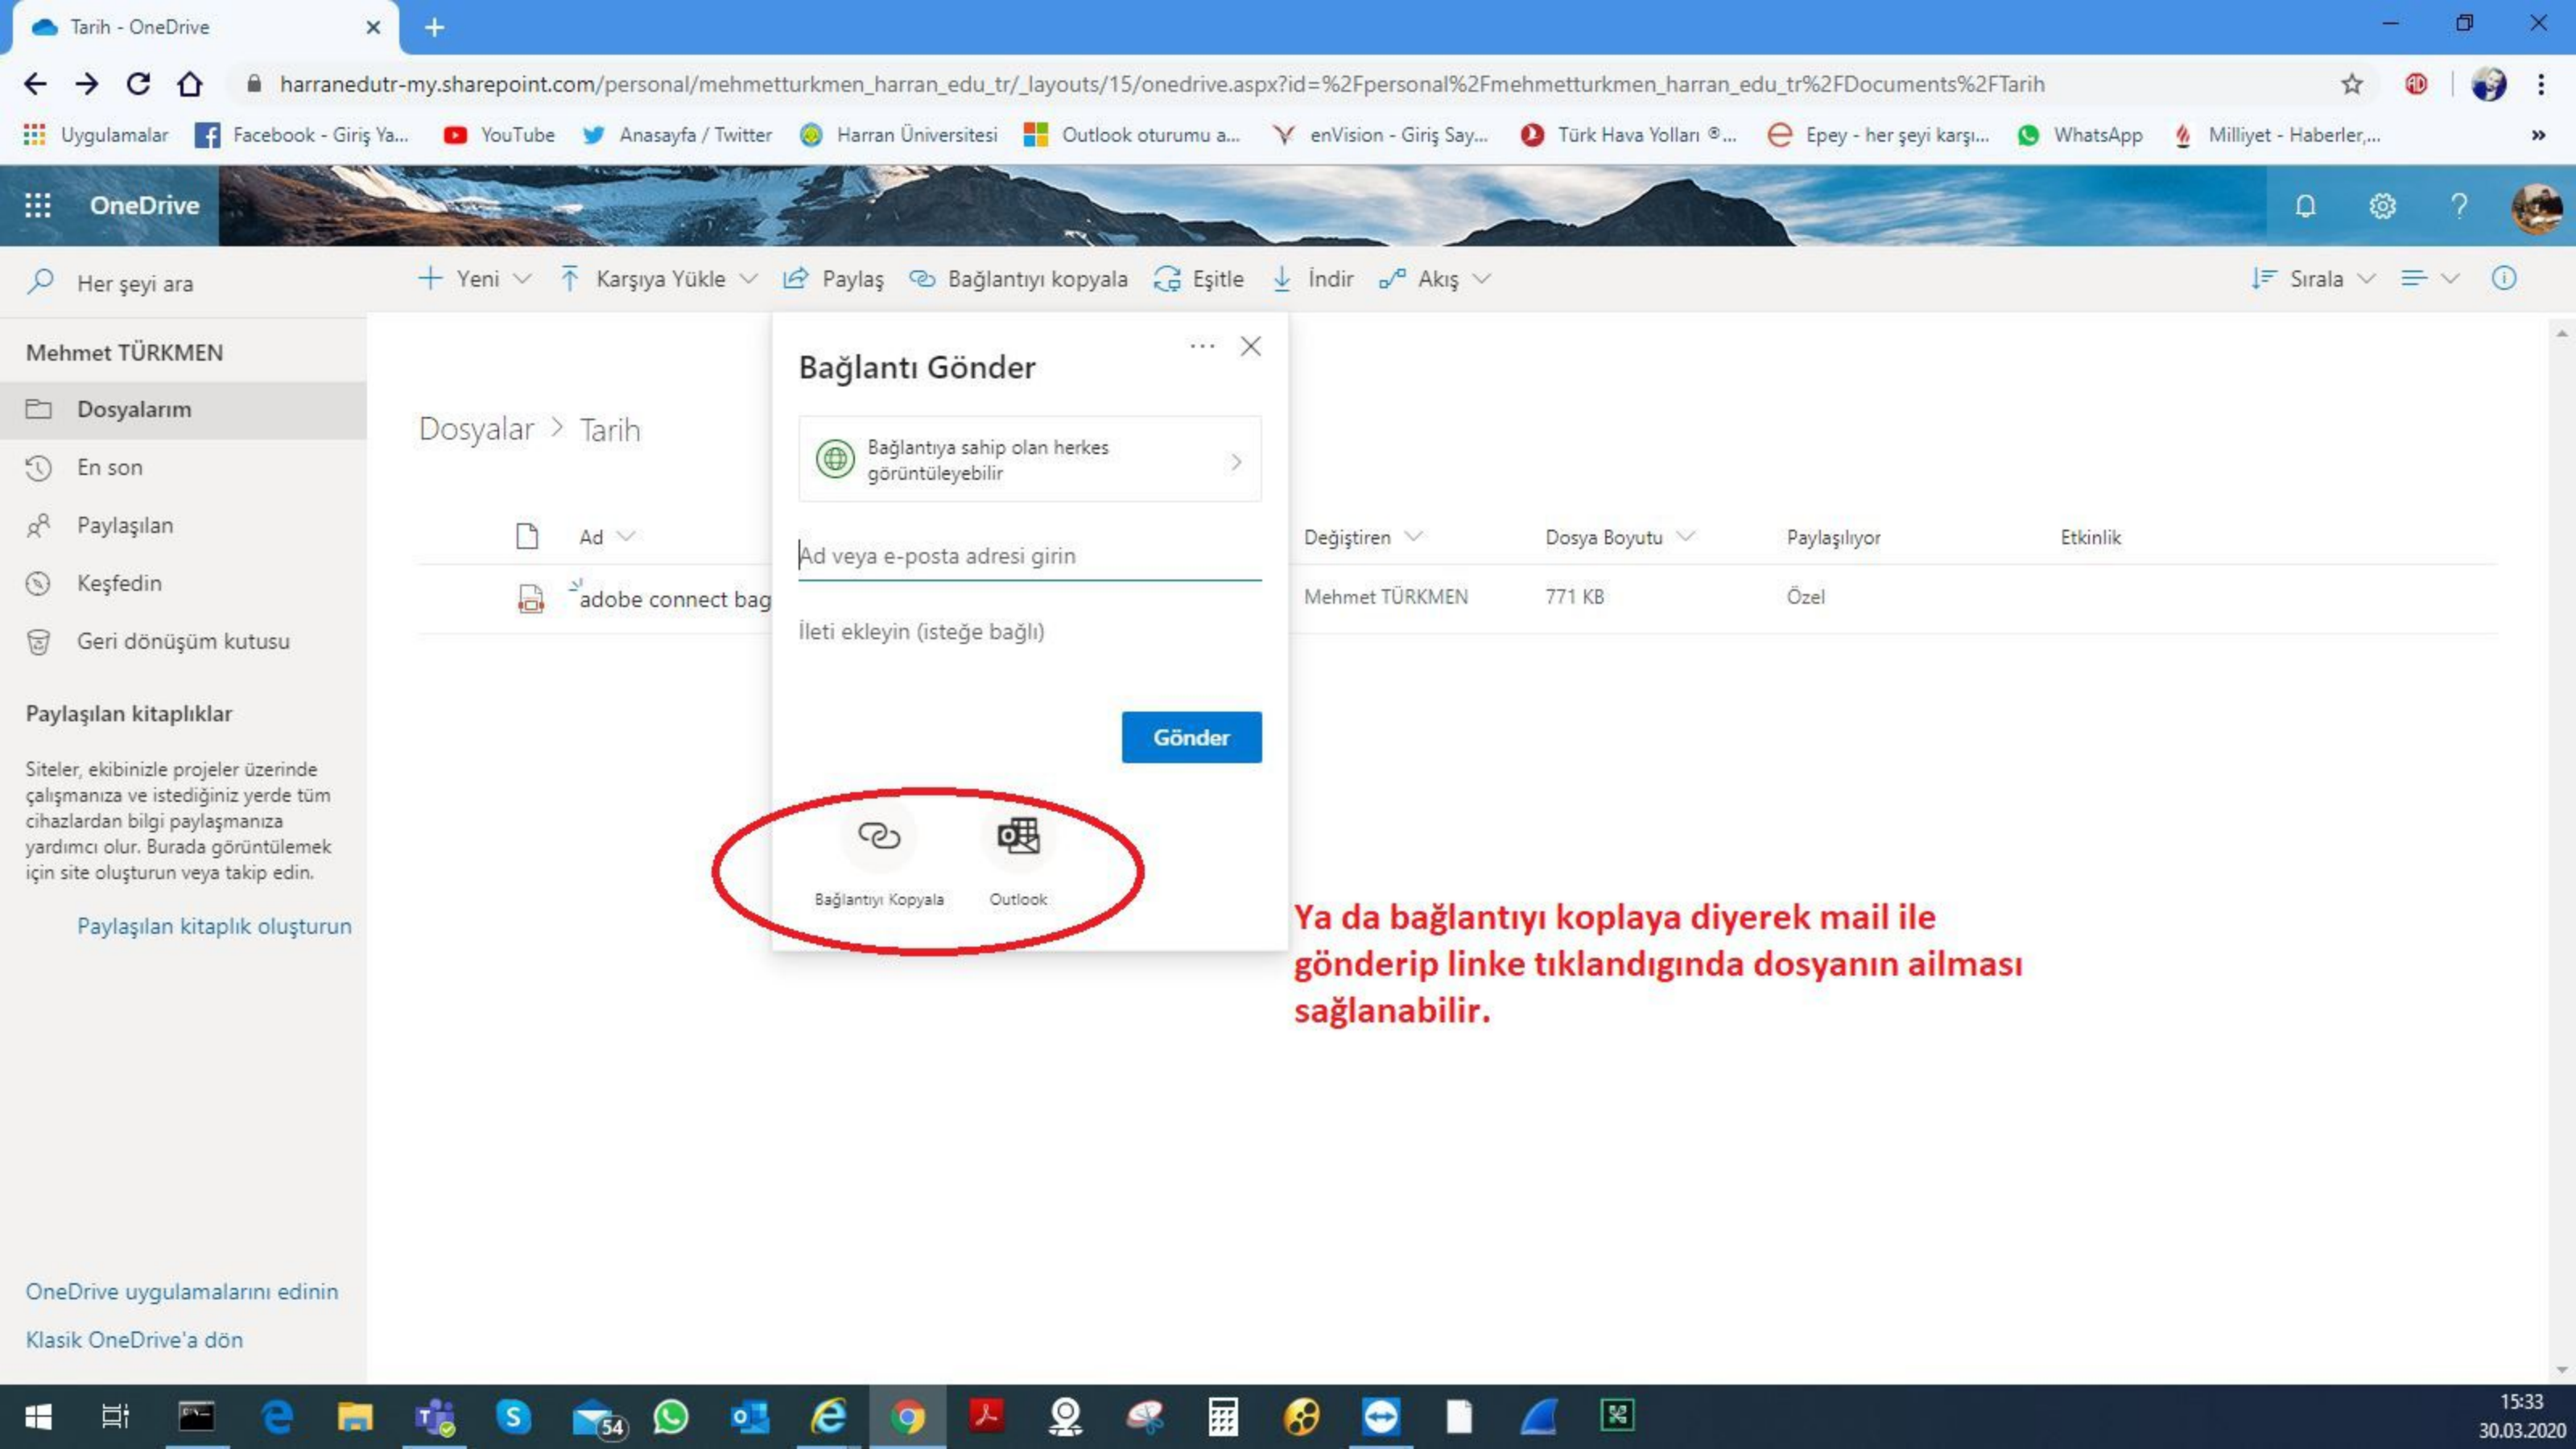 Tarih - OneDrive
harranedutr-my.sharepoint.com/personal/mehmetturkmen_harran_edu_tr/_layouts/15/onedrive.aspx?id=%2Fpersonal%2Fmehmetturkmen_harran_edu_tr%2FDocuments%2FTarih
Uygulamalar Facebook - Giriş Ya... YouTube Anasayfa / Twitter Harran Üniversitesi Outlook oturumu a... enVision - Giriş Say... Türk Hava Yolları ®... Epey - her şeyi karşı... WhatsApp Milliyet - Haberler,... »
OneDrive
Her şeyi ara
Yeni Karşıya Yükle Paylaş Bağlantıyı kopyala Eşitle İndir Akış Sırala
Mehmet TÜRKMEN
Dosyalarım
En son
Paylaşılan
Keşfedin
Geri dönüşüm kutusu
Paylaşılan kitaplıklar
Siteler, ekibinizle projeler üzerinde
çalışmanıza ve istediğiniz yerde tüm
cihazlardan bilgi paylaşmanıza
yardımcı olur. Burada görüntülemek
için site oluşturun veya takip edin.
Paylaşılan kitaplık oluşturun
OneDrive uygulamalarını edinin
Klasik OneDrive'a dön
Dosyalar > Tarih
Ad Değiştiren Dosya Boyutu Paylaşılıyor Etkinlik
adobe connect bag Mehmet TÜRKMEN 771 KB Özel
Bağlantı Gönder
Bağlantıya sahip olan herkes
görüntüleyebilir
Ad veya e-posta adresi girin
İleti ekleyin (isteğe bağlı)
Gönder
Bağlantıyı Kopyala Outlook
Ya da bağlantıyı koplaya diyerek mail ile
gönderip linke tıklandıgında dosyanın ailması
sağlanabilir.
54
15:33
30.03.2020